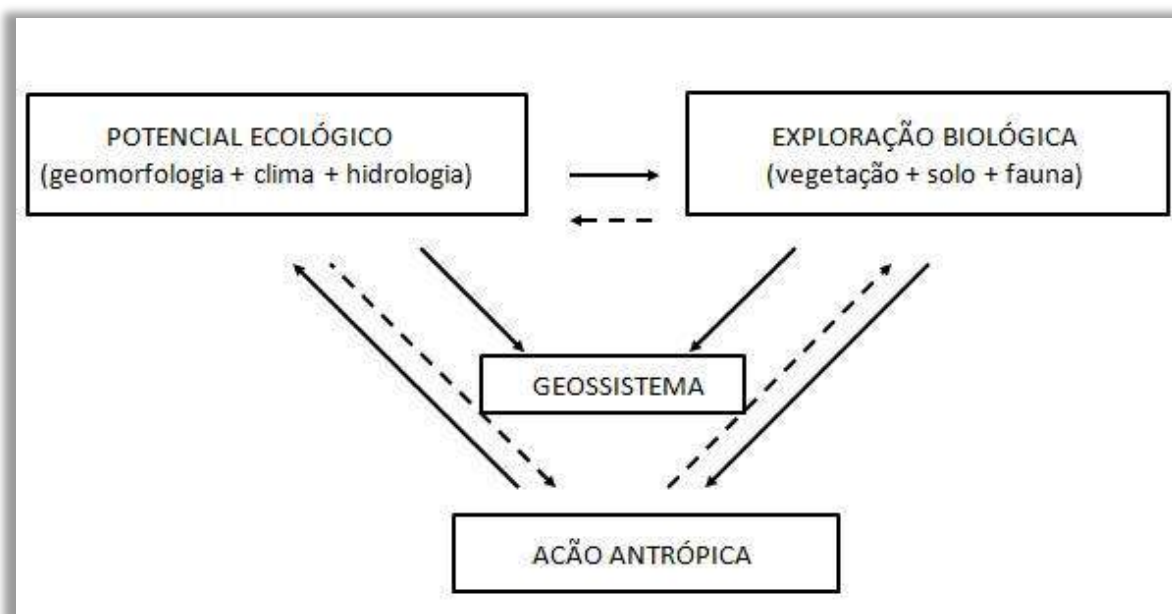 POTENCIAL ECOLÓGICO
(geomorfologia + clima + hidrologia)
EXPLORAÇÃO BIOLÓGICA
(vegetação + solo + fauna)
GEOSSISTEMA
ACÃO ANTRÓPICA